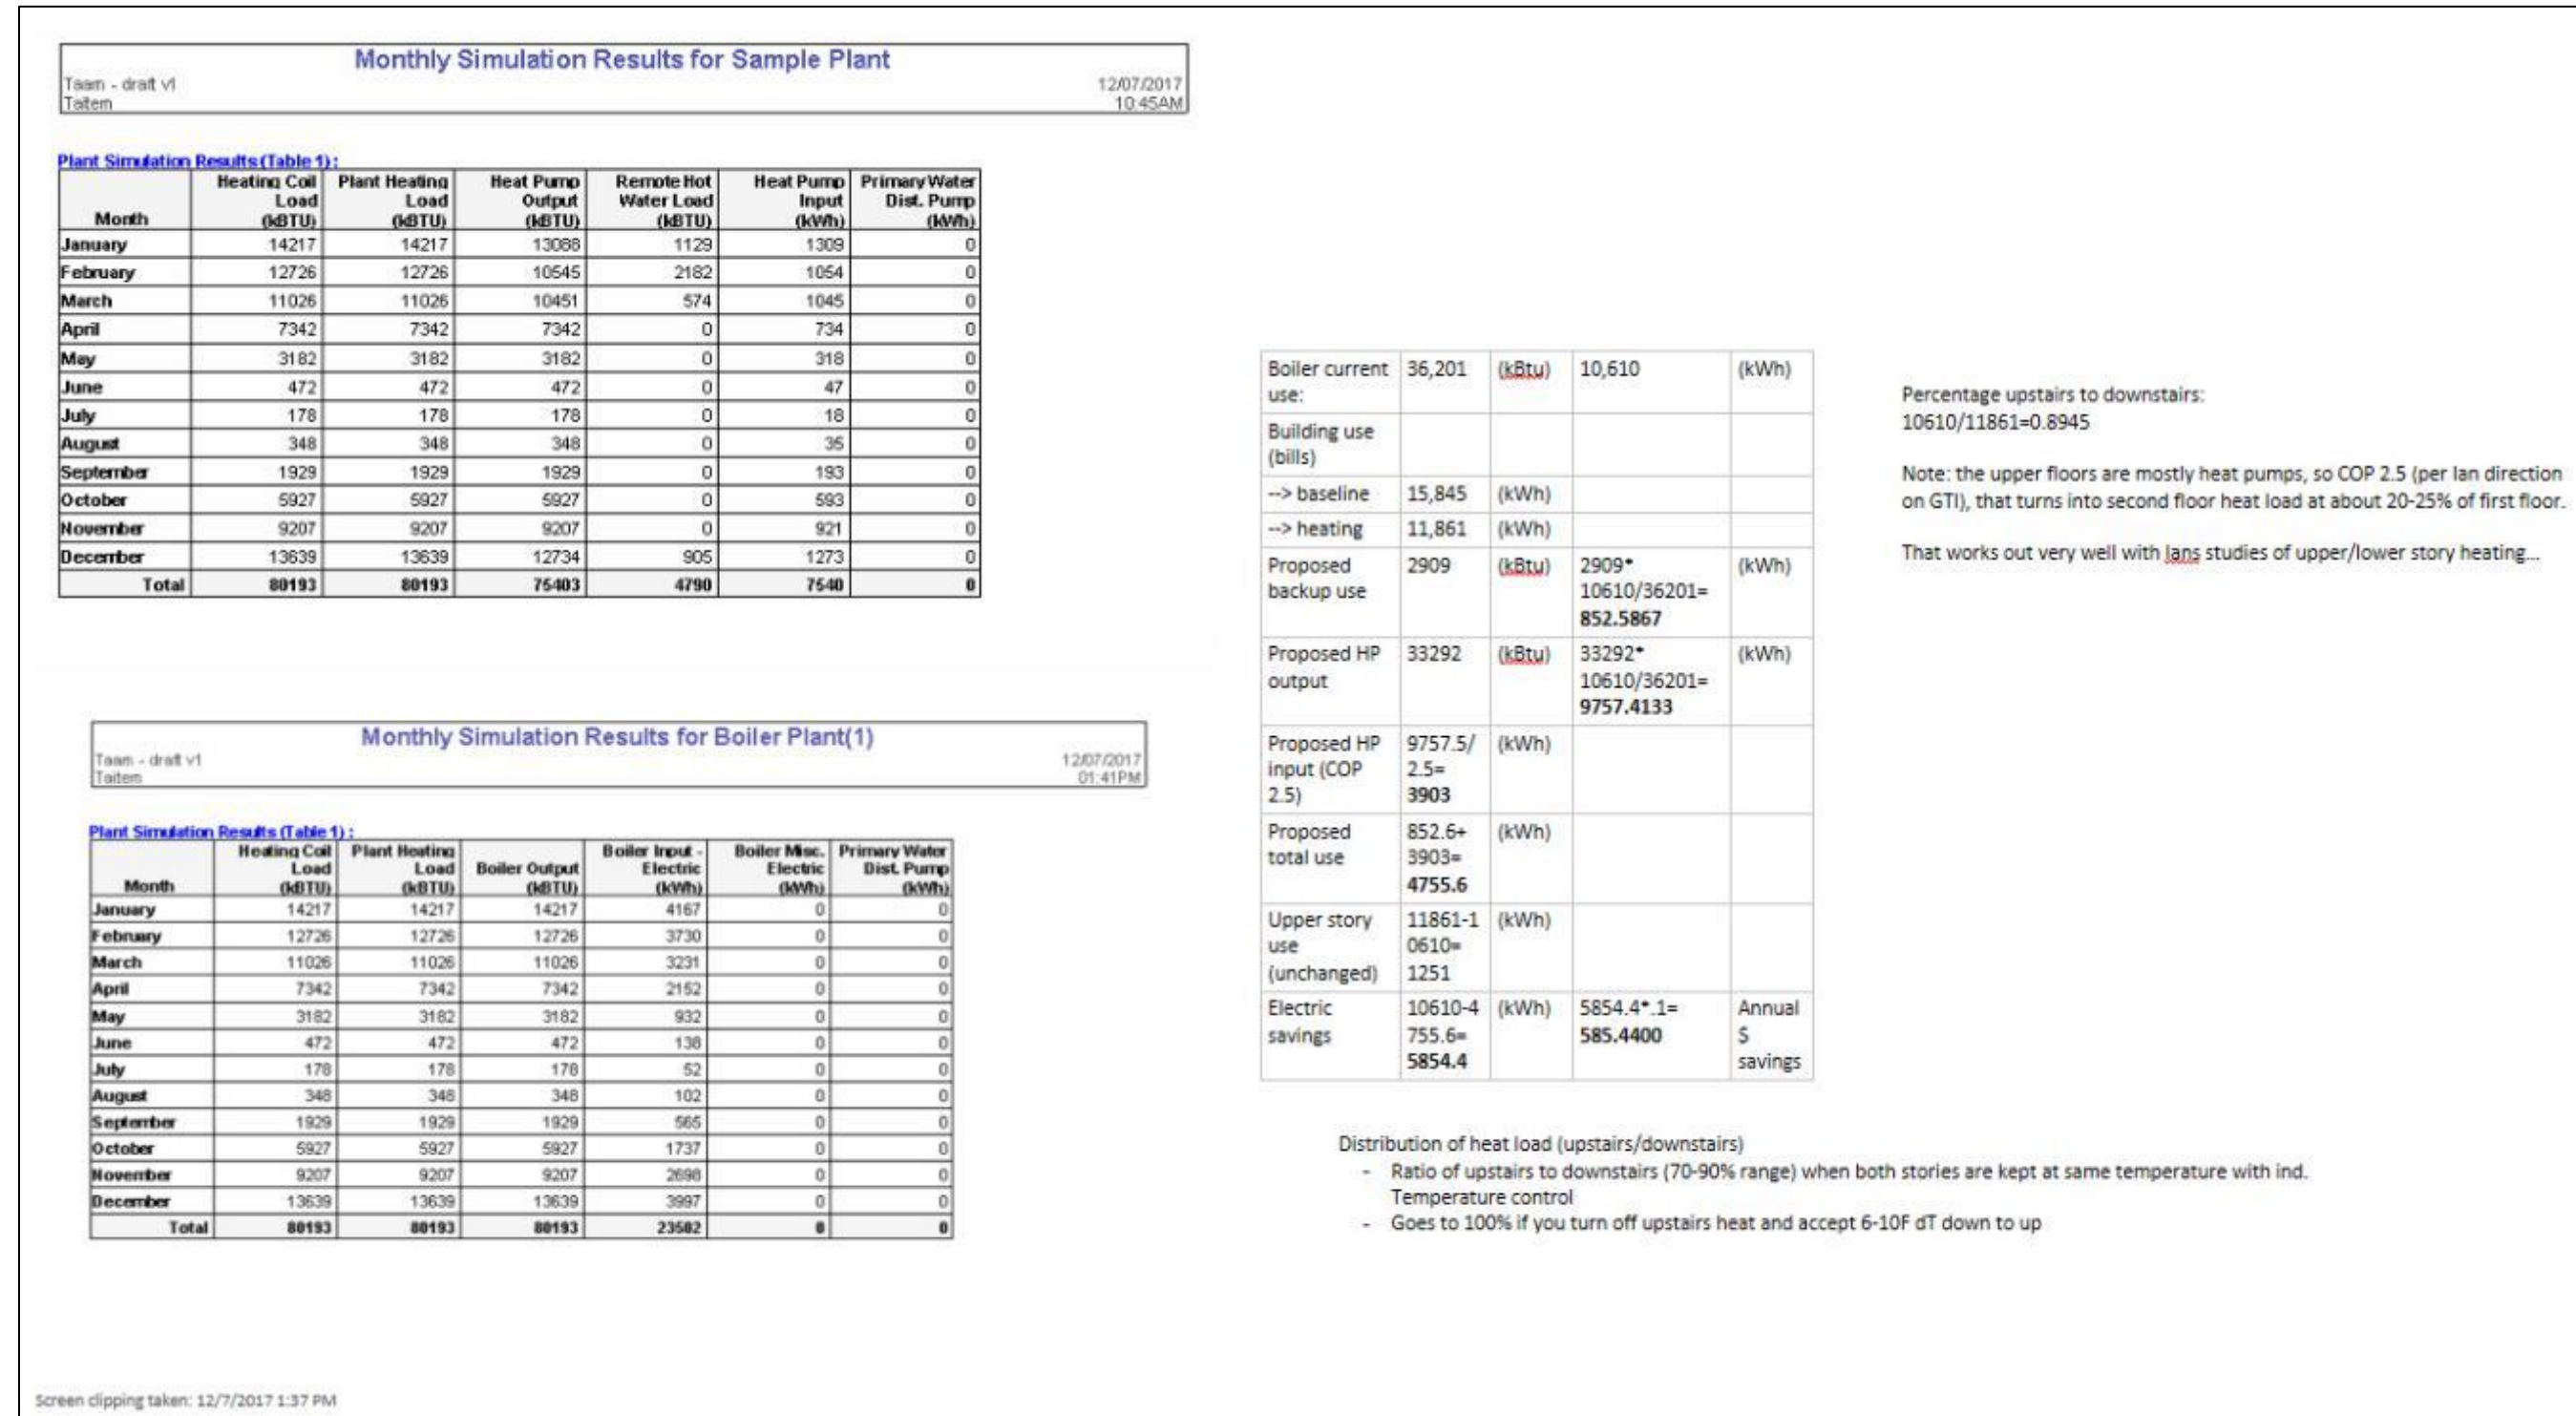 Monthly Simulation Results for Sample Plant
Taam - draft v1
Taitem
12/07/2017
10:45AM
Plant Simulation Results (Table 1) :
Month Heating Coil Load (kBTU) Plant Heating Load (kBTU) Heat Pump Output (kBTU) Remote Hot Water Load (kBTU) Heat Pump Input (kWh) Primary Water Dist. Pump (kWh)
January 14217 14217 13088 1129 1309 0
February 12726 12726 10545 2182 1054 0
March 11026 11026 10451 574 1045 0
April 7342 7342 7342 0 734 0
May 3182 3182 3182 0 318 0
June 472 472 472 0 47 0
July 178 178 178 0 18 0
August 348 348 348 0 35 0
September 1929 1929 1929 0 193 0
October 5927 5927 5927 0 593 0
November 9207 9207 9207 0 921 0
December 13639 13639 12734 905 1273 0
Total 80193 80193 75403 4790 7540 0
Monthly Simulation Results for Boiler Plant(1)
Taam - draft v1
Taitem
12/07/2017
01:41PM
Plant Simulation Results (Table 1) :
Month Heating Coil Load (kBTU) Plant Heating Load (kBTU) Boiler Output (kBTU) Boiler Input - Electric (kWh) Boiler Misc. Electric (kWh) Primary Water Dist. Pump (kWh)
January 14217 14217 14217 4167 0 0
February 12726 12726 12726 3730 0 0
March 11026 11026 11026 3231 0 0
April 7342 7342 7342 2152 0 0
May 3182 3182 3182 932 0 0
June 472 472 472 138 0 0
July 178 178 178 52 0 0
August 348 348 348 102 0 0
September 1929 1929 1929 565 0 0
October 5927 5927 5927 1737 0 0
November 9207 9207 9207 2698 0 0
December 13639 13639 13639 3997 0 0
Total 80193 80193 80193 23502 0 0
Boiler current use: 36,201 (kBtu) 10,610 (kWh)
Building use (bills)
--> baseline 15,845 (kWh)
--> heating 11,861 (kWh)
Proposed backup use 2909 (kBtu) 2909* 10610/36201= 852.5867 (kWh)
Proposed HP output 33292 (kBtu) 33292* 10610/36201= 9757.4133 (kWh)
Proposed HP input (COP 2.5) 9757.5/ 2.5= 3903 (kWh)
Proposed total use 852.6+ 3903= 4755.6 (kWh)
Upper story use (unchanged) 11861-1 0610= 1251 (kWh)
Electric savings 10610-4 755.6= 5854.4 (kWh) 5854.4*.1= 585.4400 Annual $ savings
Percentage upstairs to downstairs:
10610/11861=0.8945
Note: the upper floors are mostly heat pumps, so COP 2.5 (per Ian direction
on GTI), that turns into second floor heat load at about 20-25% of first floor.
That works out very well with Ians studies of upper/lower story heating...
Distribution of heat load (upstairs/downstairs)
- Ratio of upstairs to downstairs (70-90% range) when both stories are kept at same temperature with ind.
Temperature control
- Goes to 100% if you turn off upstairs heat and accept 6-10F dT down to up
Screen clipping taken: 12/7/2017 1:37 PM